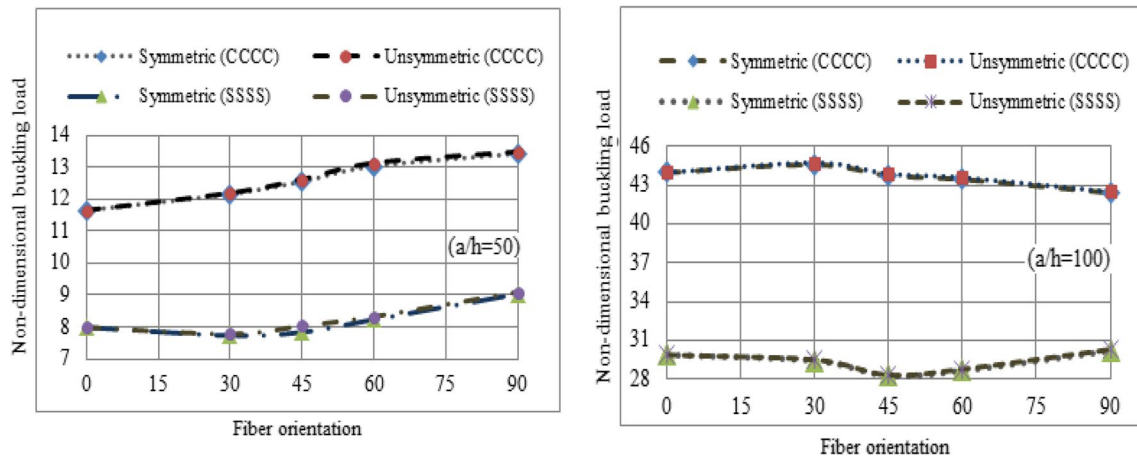 Symmetric (CCCC)
Unsymmetric (CCCC)
Symmetric (SSSS)
Unsymmetric (SSSS)
Non-dimensional buckling load
14
13
12
11
10
9
8
7
(a/h=50)
0 15 30 45 60 75 90
Fiber orientation
Symmetric (CCCC)
Unsymmetric (CCCC)
Symmetric (SSSS)
Unsymmetric (SSSS)
Non-dimensional buckling load
46
43
40
37
34
31
28
(a/h=100)
0 15 30 45 60 75 90
Fiber orientation